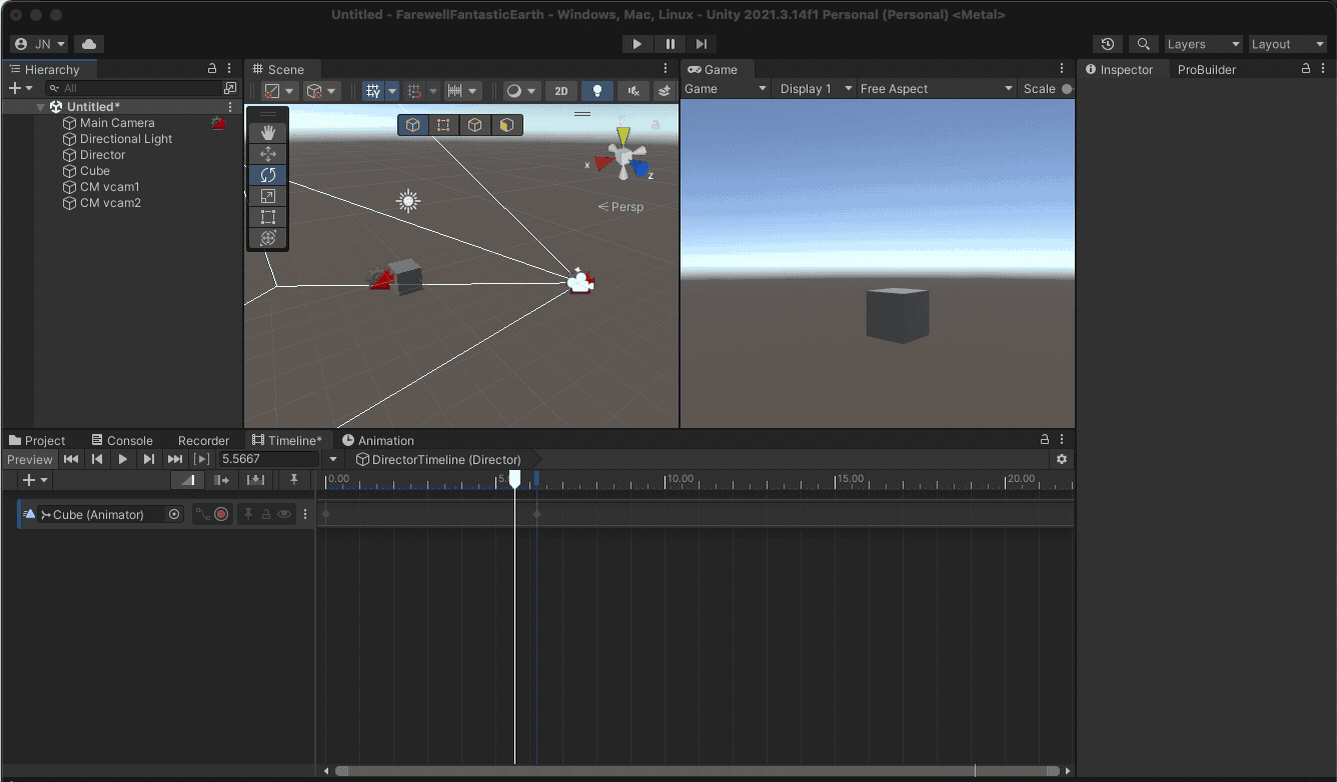 Untitled - FarewellFantasticEarth - Windows, Mac, Linux - Unity 2021.3.14f1 Personal (Personal) <Metal>
JN
Layers
Layout
Hierarchy
Scene
Game
Inspector
ProBuilder
All
2D
Game
Display 1
Free Aspect
Scale
Untitled*
Main Camera
Directional Light
Director
Cube
CM vcam1
CM vcam2
x
z
Persp
Project
Console
Recorder
Timeline*
Animation
Preview
5.5667
DirectorTimeline (Director)
0.00
10.00
15.00
20.00
Cube (Animator)